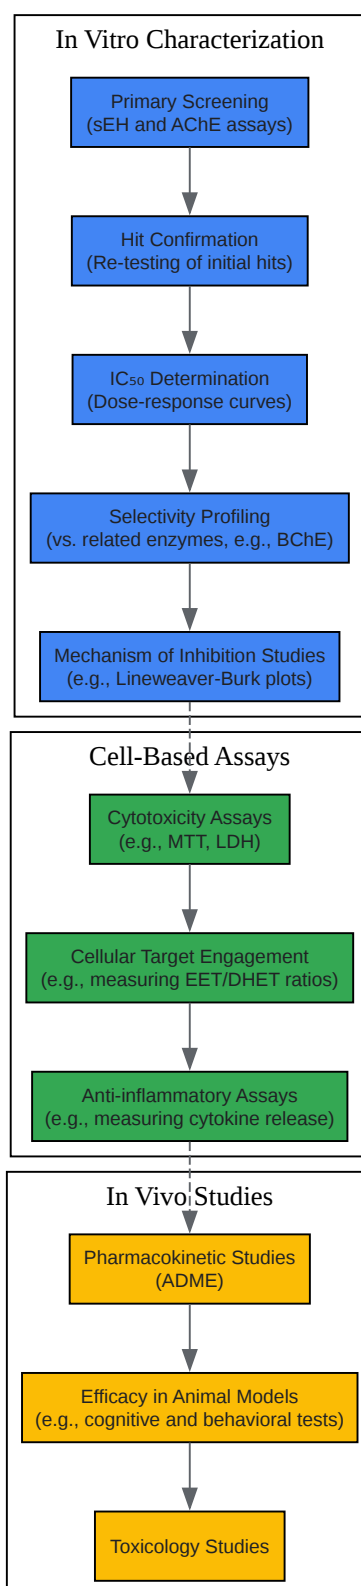 In Vitro Characterization
Primary Screening
(sEH and AChE assays)
Hit Confirmation
(Re-testing of initial hits)
IC₅₀ Determination
(Dose-response curves)
Selectivity Profiling
(vs. related enzymes, e.g., BChE)
Mechanism of Inhibition Studies
(e.g., Lineweaver-Burk plots)
Cell-Based Assays
Cytotoxicity Assays
(e.g., MTT, LDH)
Cellular Target Engagement
(e.g., measuring EET/DHET ratios)
Anti-inflammatory Assays
(e.g., measuring cytokine release)
In Vivo Studies
Pharmacokinetic Studies
(ADME)
Efficacy in Animal Models
(e.g., cognitive and behavioral tests)
Toxicology Studies